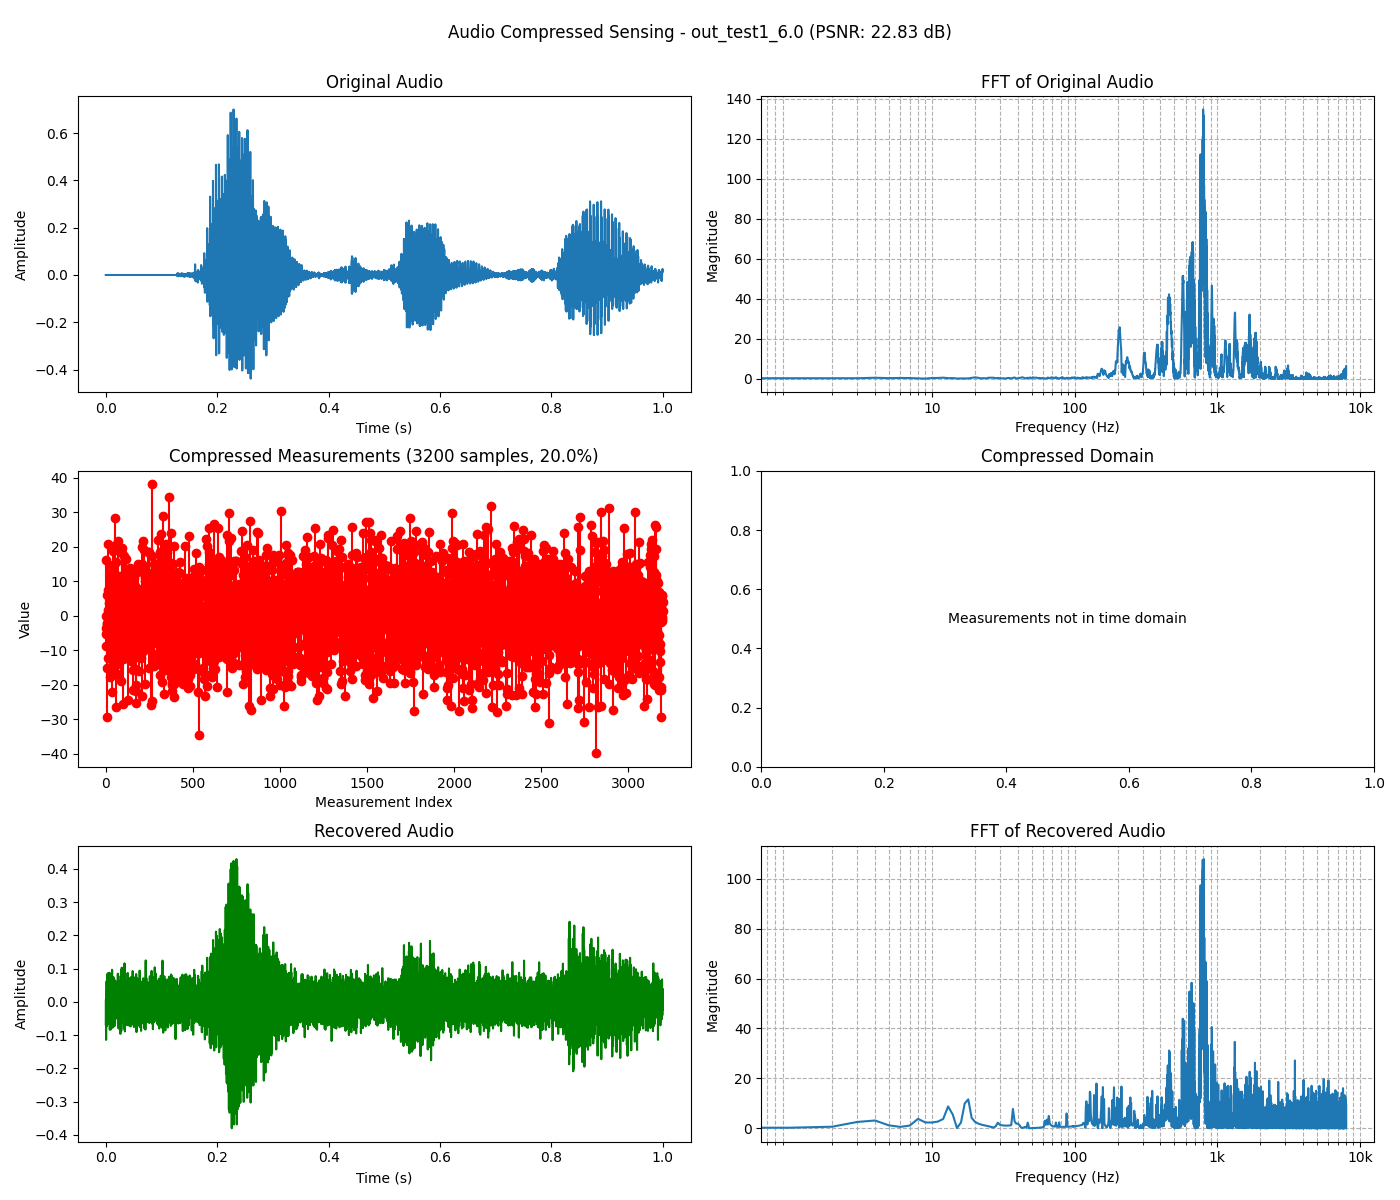 Audio Compressed Sensing - out_test1_6.0 (PSNR: 22.83 dB)
Original Audio
Amplitude
0.6
0.4
0.2
0.0
−0.2
−0.4
0.0 0.2 0.4 0.6 0.8 1.0
Time (s)
FFT of Original Audio
Magnitude
140
120
100
80
60
40
20
0
10 100 1k 10k
Frequency (Hz)
Compressed Measurements (3200 samples, 20.0%)
Value
40
30
20
10
0
−10
−20
−30
−40
0 500 1000 1500 2000 2500 3000
Measurement Index
Compressed Domain
1.0
0.8
0.6
0.4
0.2
0.0
Measurements not in time domain
0.0 0.2 0.4 0.6 0.8 1.0
Recovered Audio
Amplitude
0.4
0.3
0.2
0.1
0.0
−0.1
−0.2
−0.3
−0.4
0.0 0.2 0.4 0.6 0.8 1.0
Time (s)
FFT of Recovered Audio
Magnitude
100
80
60
40
20
0
10 100 1k 10k
Frequency (Hz)